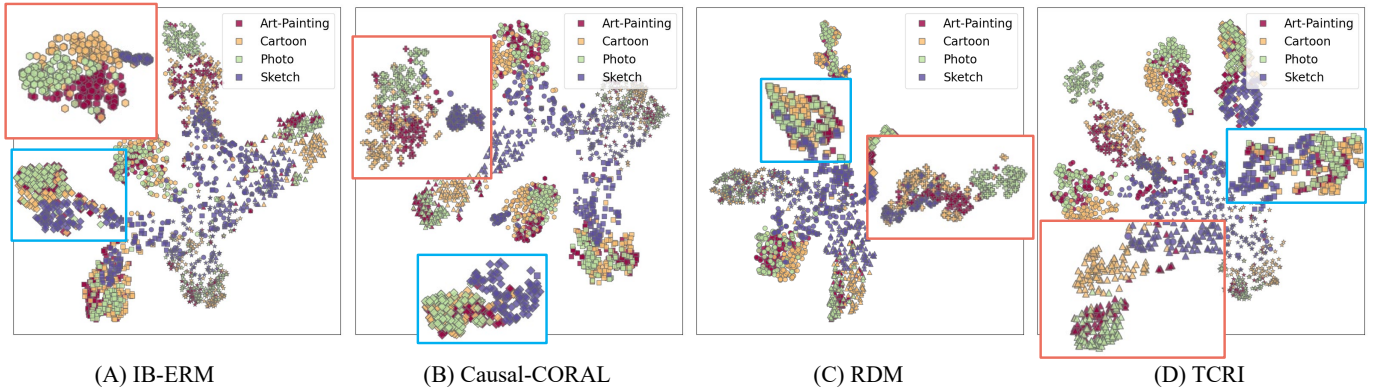 Art-Painting
Cartoon
Photo
Sketch
Art-Painting
Cartoon
Photo
Sketch
Art-Painting
Cartoon
Photo
Sketch
Art-Painting
Cartoon
Photo
Sketch
(A) IB-ERM
(B) Causal-CORAL
(C) RDM
(D) TCRI